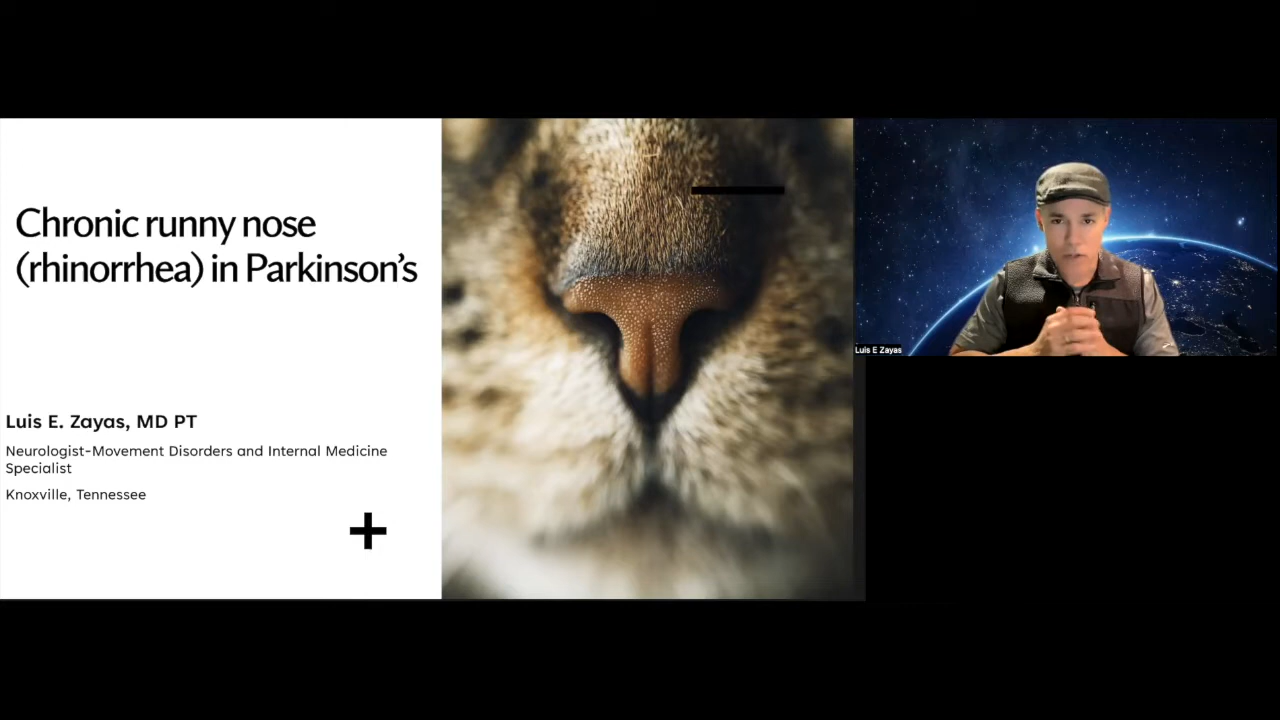 Chronic runny nose
(rhinorrhea) in Parkinson’s
Luis E. Zayas, MD PT
Neurologist-Movement Disorders and Internal Medicine
Specialist
Knoxville, Tennessee
Luis E Zayas